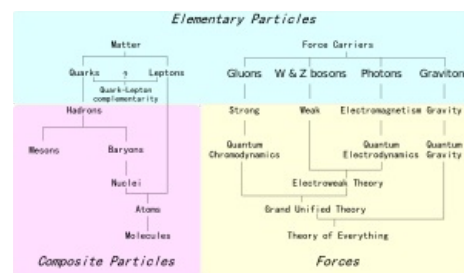 Elementary Particles
Matter
Force Carriers
Quarks ? Leptons
Gluons W & Z bosons Photons Graviton
Quark-Lepton
complementarity
Hadrons
Strong Weak Electromagnetism Gravity
Mesons Baryons
Quantum
Chromodynamics
Quantum
Electrodynamics
Quantum
Gravity
Nuclei
Electroweak Theory
Atoms
Grand Unified Theory
Molecules
Theory of Everything
Composite Particles
Forces